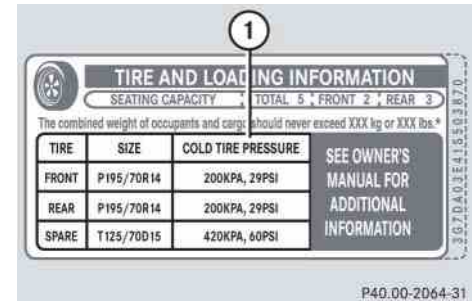 1
TIRE AND LOADING INFORMATION
SEATING CAPACITY TOTAL 5 FRONT 2 REAR 3
The combined weight of occupants and cargo should never exceed XXX kg or XXX lbs.*
TIRE SIZE COLD TIRE PRESSURE
FRONT P195/70R14 200KPA, 29PSI
REAR P195/70R14 200KPA, 29PSI
SPARE T125/70D15 420KPA, 60PSI
SEE OWNER'S
MANUAL FOR
ADDITIONAL
INFORMATION
3G7DA03E41S503870
P40.00-2064-31